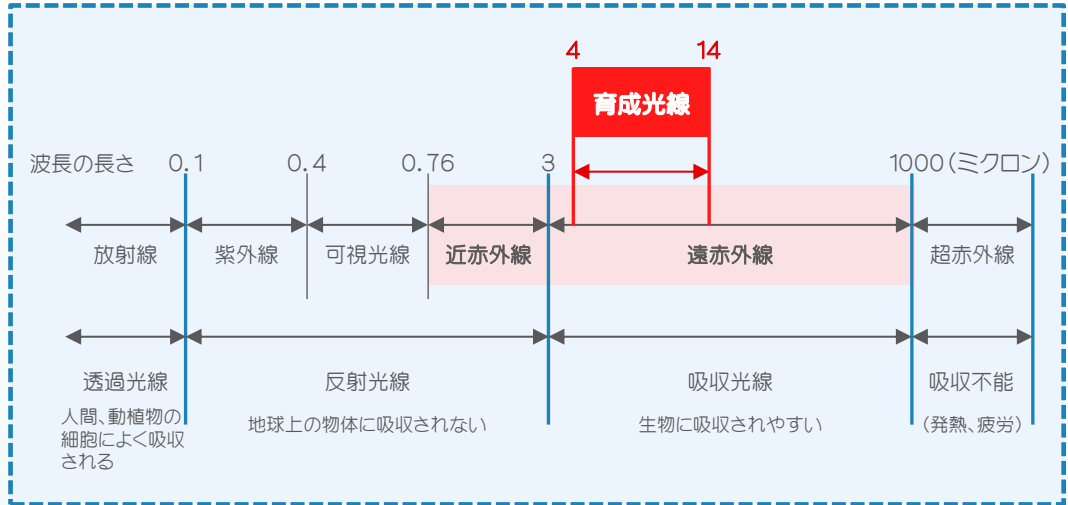 4 14
育成光線
波長の長さ 0.1 0.4 0.76 3 1000(ミクロン)
放射線 紫外線 可視光線 近赤外線 遠赤外線 超赤外線
透過光線 反射光線 吸収光線 吸収不能
人間、動植物の
細胞によく吸収
される
地球上の物体に吸収されない
生物に吸収されやすい
(発熱、疲労)